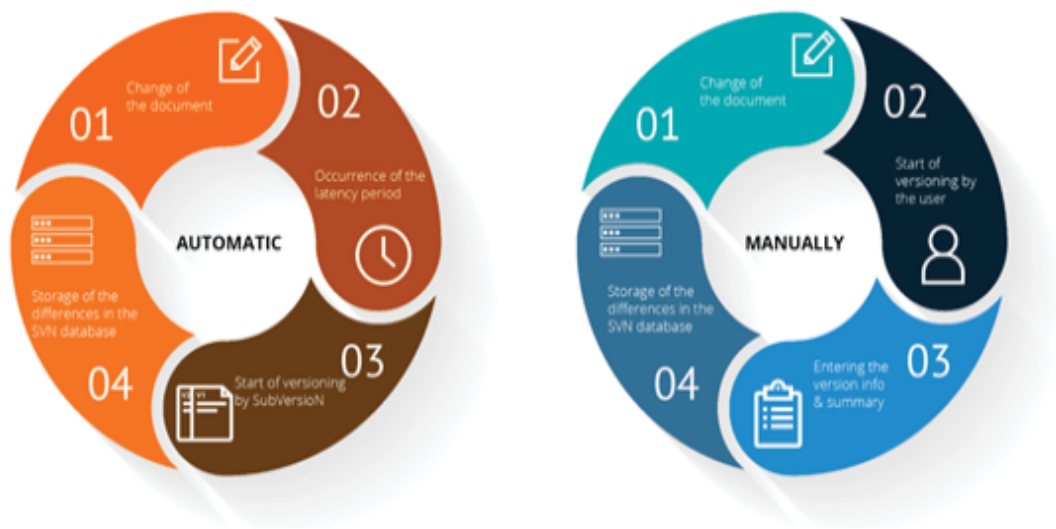 01
Change of
the document
02
Occurrence of the
latency period
AUTOMATIC
03
Start of versioning
by SubVersioN
Storage of the
differences in the
SVN database
04
01
Change of
the document
02
Start of
versioning by
the user
MANUALLY
03
Entering the
version info
& summary
Storage of the
differences in the
SVN database
04